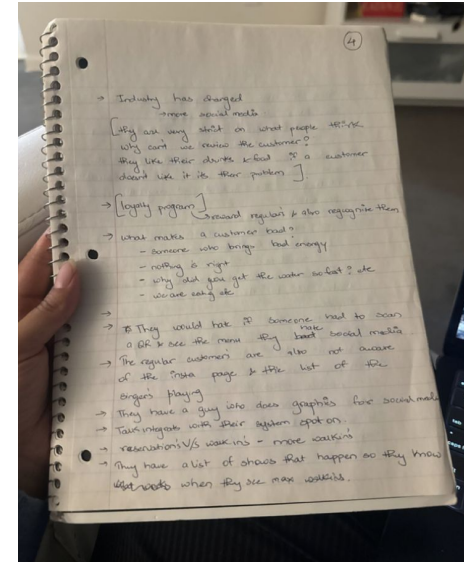 4
→ Industry has changed
→ more social media
[they are very strict on what people think
why can't we review the customer?
they like their drinks & food if a customer
doesn't like it its their problem]
→ [loyalty program]
↳ reward regulars & also recognise them
→ what makes a customer bad?
- someone who brings bad energy
- nothing is right
- why did you get the water so fast? etc
- we are etc
→
→ They would hate if someone had to scan
a QR & see the menu they hate social media
→ The regular customers are also not aware
of the insta page & the list of the
singers playing
→ They have a guy who does graphics for social media
→ integrate with their system spot on.
→ reservations V/S walk-in's - more walkin's
→ They have a list of shows that happen so they know
when they see max walkins.